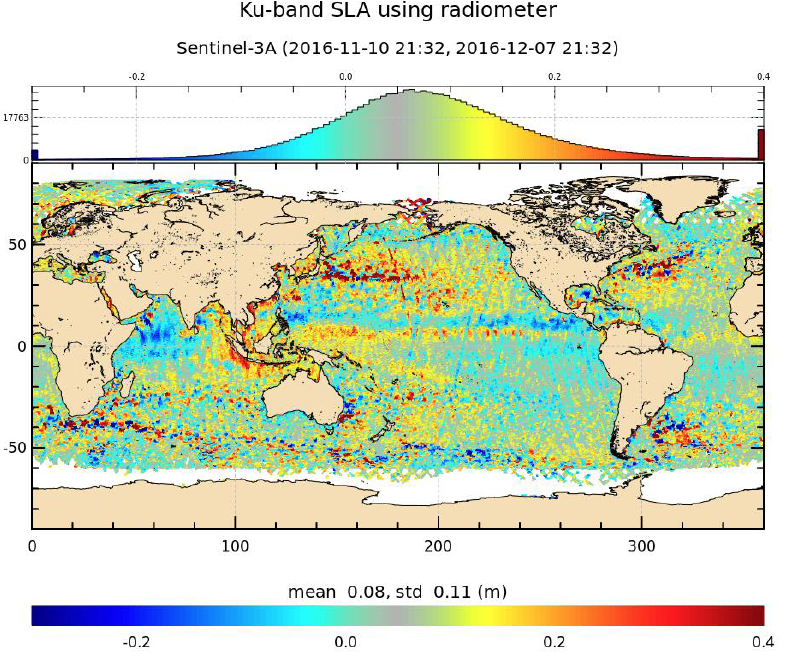 Ku-band SLA using radiometer
Sentinel-3A (2016-11-10 21:32, 2016-12-07 21:32)
-0.2 0.0 0.2 0.4
17763
0
50
0
-50
0 100 200 300
mean 0.08, std 0.11 (m)
-0.2 0.0 0.2 0.4